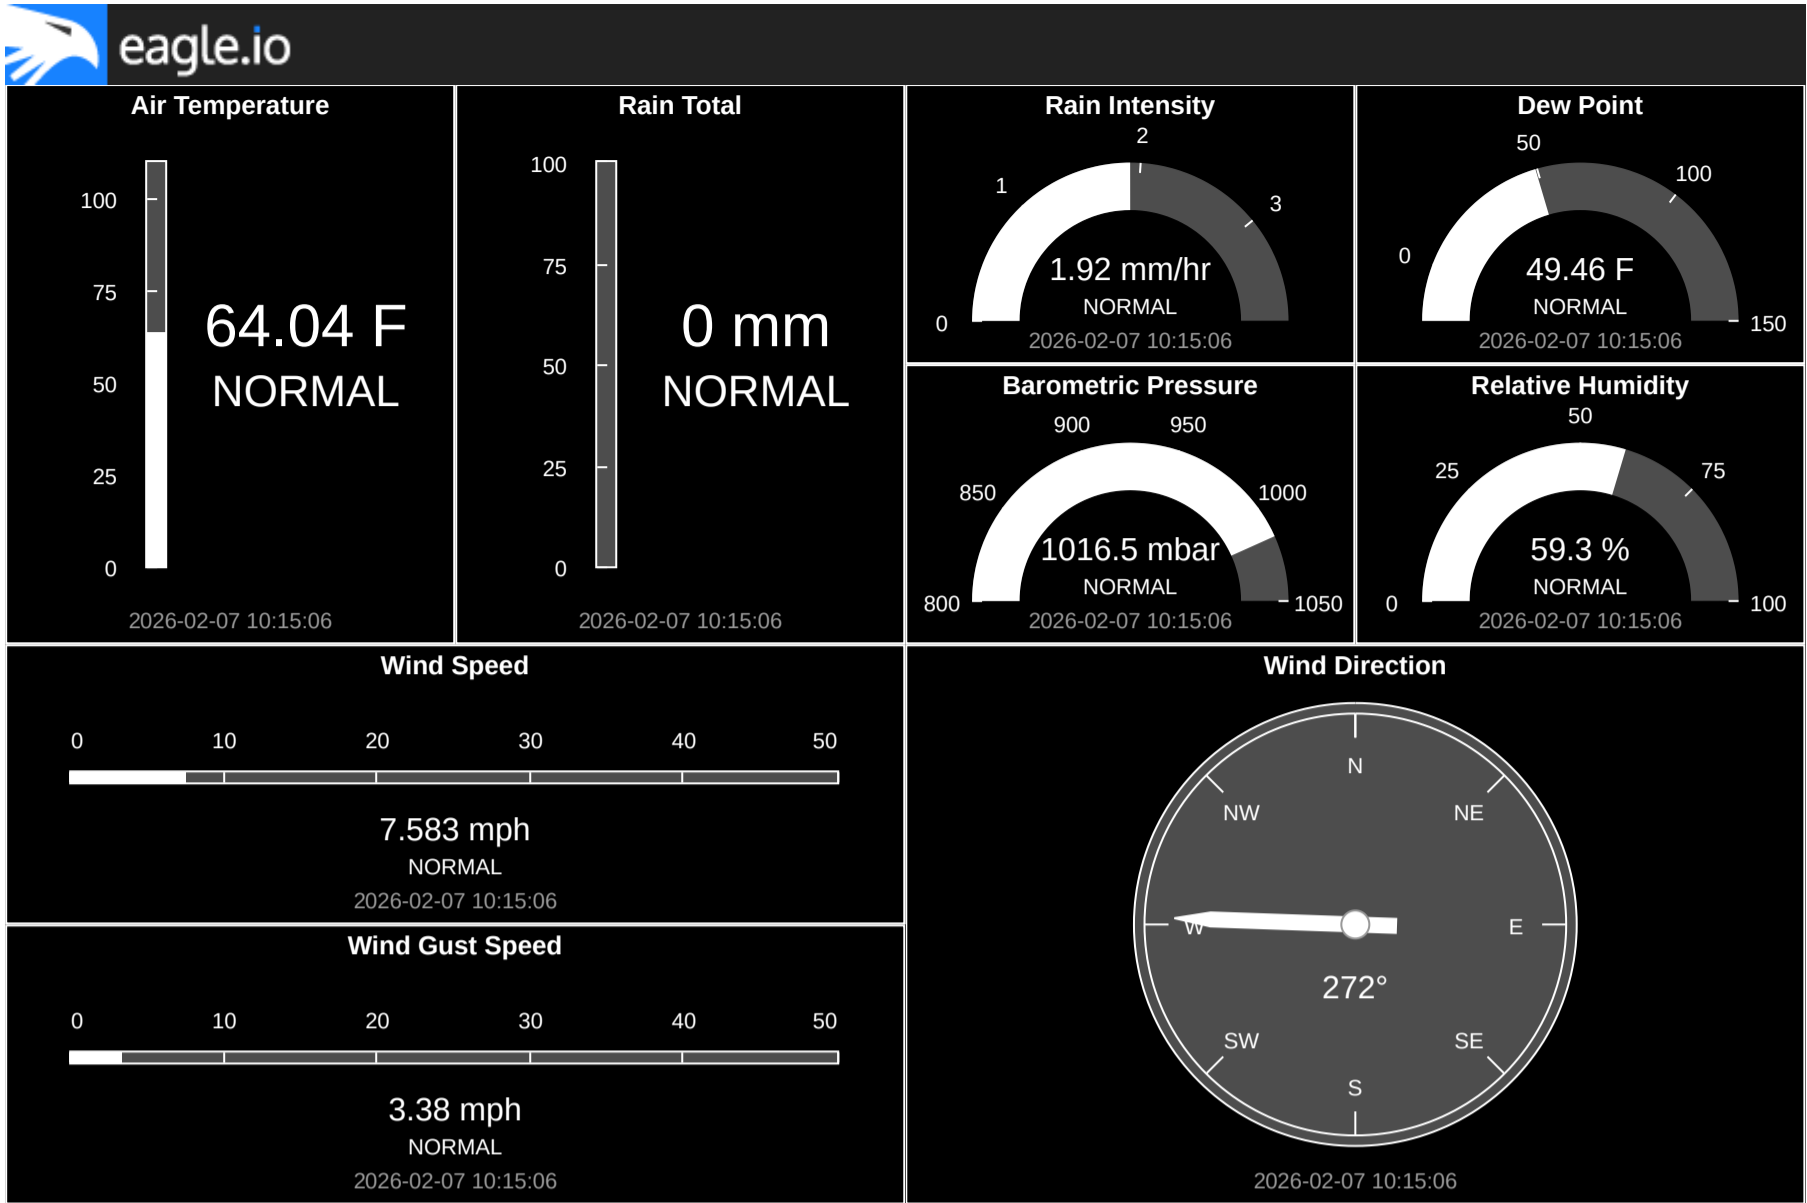 eagle.io
Air Temperature
100
75
50
25
0
64.04 F
NORMAL
2026-02-07 10:15:06
Rain Total
100
75
50
25
0
0 mm
NORMAL
2026-02-07 10:15:06
Rain Intensity
0
1
2
3
1.92 mm/hr
NORMAL
2026-02-07 10:15:06
Dew Point
0
50
100
150
49.46 F
NORMAL
2026-02-07 10:15:06
Barometric Pressure
800
850
900
950
1000
1050
1016.5 mbar
NORMAL
2026-02-07 10:15:06
Relative Humidity
0
25
50
75
100
59.3 %
NORMAL
2026-02-07 10:15:06
Wind Speed
0 10 20 30 40 50
7.583 mph
NORMAL
2026-02-07 10:15:06
Wind Gust Speed
0 10 20 30 40 50
3.38 mph
NORMAL
2026-02-07 10:15:06
Wind Direction
N
NW NE
W E
272°
SW SE
S
2026-02-07 10:15:06